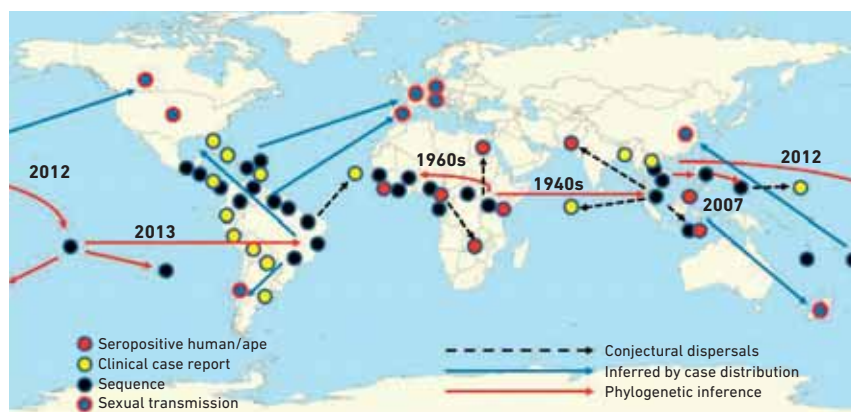 1960s
2012
1940s
2012
2007
2013
Seropositive human/ape
Clinical case report
Sequence
Sexual transmission
Conjectural dispersals
Inferred by case distribution
Phylogenetic inference